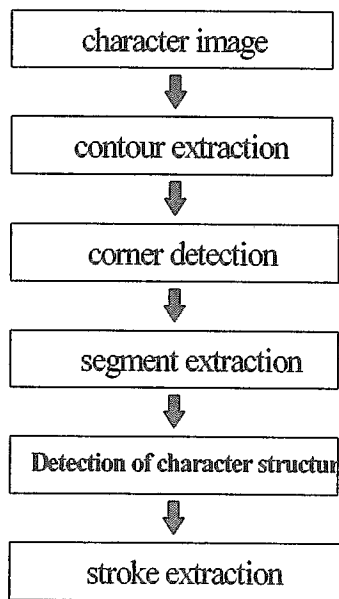 character image
contour extraction
corner detection
segment extraction
Detection of character structur
stroke extraction